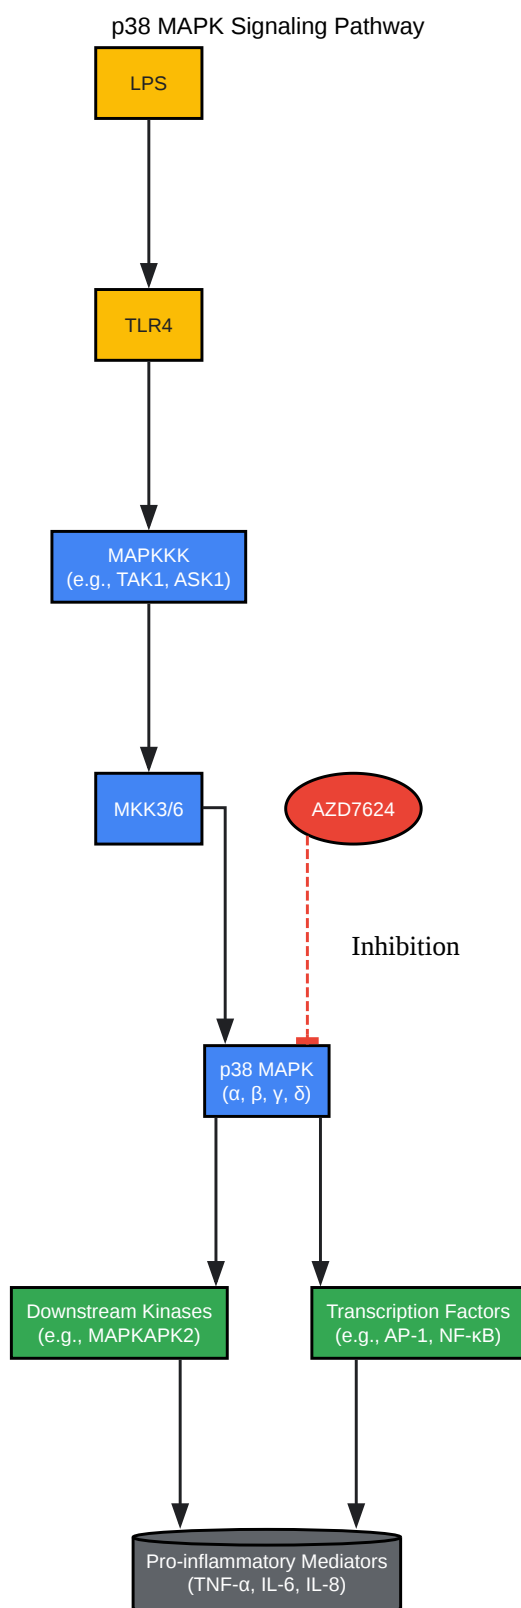 p38 MAPK Signaling Pathway
LPS
TLR4
MAPKKK
(e.g., TAK1, ASK1)
MKK3/6
AZD7624
Inhibition
p38 MAPK
(α, β, γ, δ)
Downstream Kinases
(e.g., MAPKAPK2)
Transcription Factors
(e.g., AP-1, NF-κB)
Pro-inflammatory Mediators
(TNF-α, IL-6, IL-8)